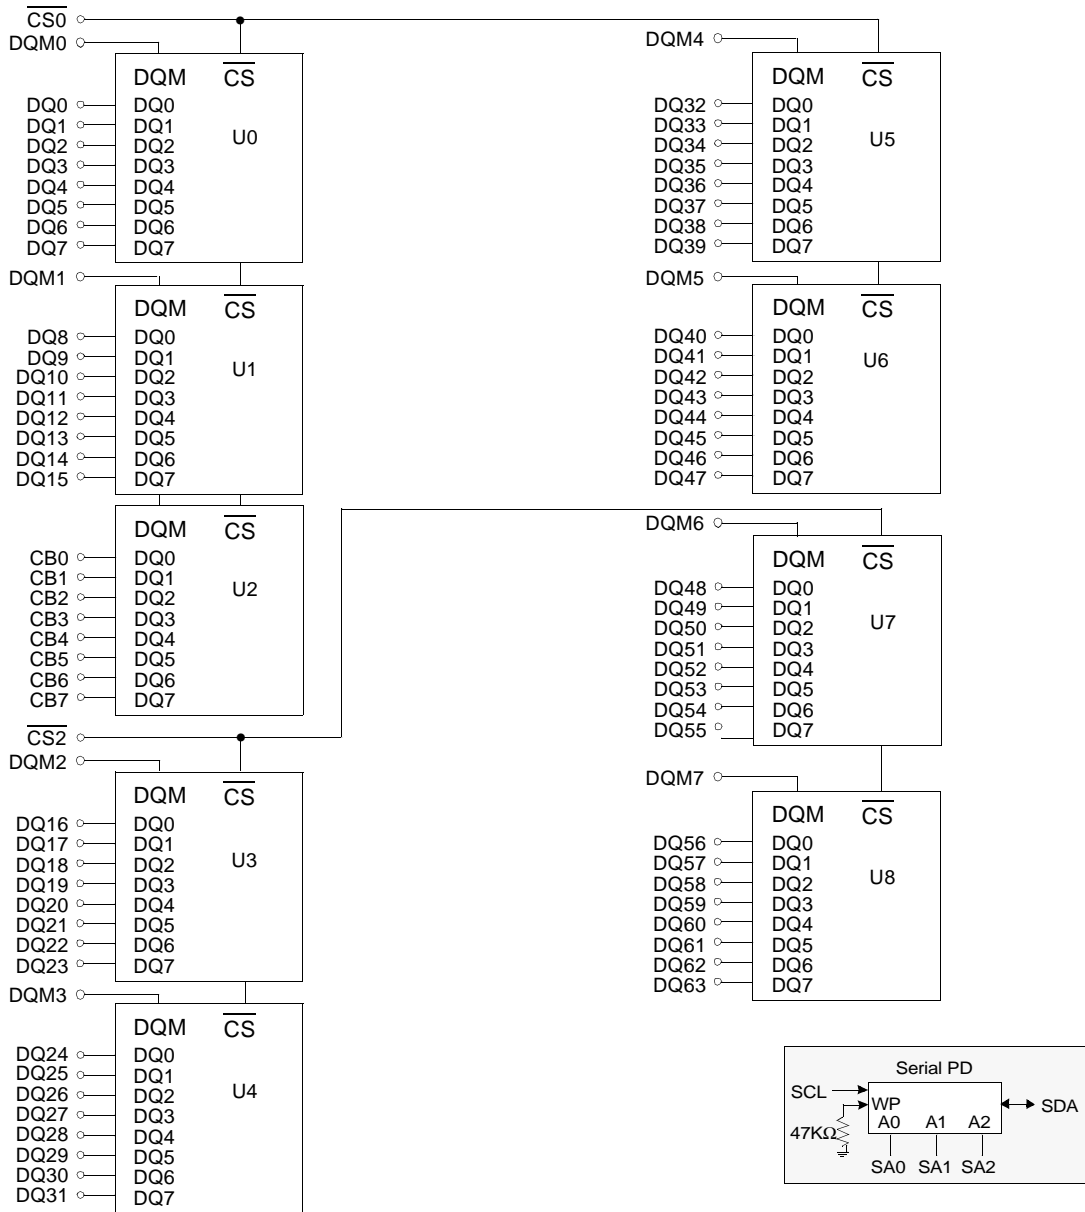 CS0
DQM0
DQM CS
DQ0 DQ0
DQ1 DQ1
U0
DQ2 DQ2
DQ3 DQ3
DQ4 DQ4
DQ5 DQ5
DQ6 DQ6
DQ7 DQ7
DQM1
DQM CS
DQ8 DQ0
DQ9 DQ1
U1
DQ10 DQ2
DQ11 DQ3
DQ12 DQ4
DQ13 DQ5
DQ14 DQ6
DQ15 DQ7
DQM CS
CB0 DQ0
CB1 DQ1
U2
CB2 DQ2
CB3 DQ3
CB4 DQ4
CB5 DQ5
CB6 DQ6
CB7 DQ7
CS2
DQM2
DQM CS
DQ16 DQ0
DQ17 DQ1
U3
DQ18 DQ2
DQ19 DQ3
DQ20 DQ4
DQ21 DQ5
DQ22 DQ6
DQ23 DQ7
DQM3
DQM CS
DQ24 DQ0
DQ25 DQ1
U4
DQ26 DQ2
DQ27 DQ3
DQ28 DQ4
DQ29 DQ5
DQ30 DQ6
DQ31 DQ7
DQM4
DQM CS
DQ32 DQ0
DQ33 DQ1
U5
DQ34 DQ2
DQ35 DQ3
DQ36 DQ4
DQ37 DQ5
DQ38 DQ6
DQ39 DQ7
DQM5
DQM CS
DQ40 DQ0
DQ41 DQ1
U6
DQ42 DQ2
DQ43 DQ3
DQ44 DQ4
DQ45 DQ5
DQ46 DQ6
DQ47 DQ7
DQM6
DQM CS
DQ48 DQ0
DQ49 DQ1
U7
DQ50 DQ2
DQ51 DQ3
DQ52 DQ4
DQ53 DQ5
DQ54 DQ6
DQ55 DQ7
DQM7
DQM CS
DQ56 DQ0
DQ57 DQ1
U8
DQ58 DQ2
DQ59 DQ3
DQ60 DQ4
DQ61 DQ5
DQ62 DQ6
DQ63 DQ7
Serial PD
SCL
WP
SDA
A0 A1 A2
47KΩ
SA0 SA1 SA2